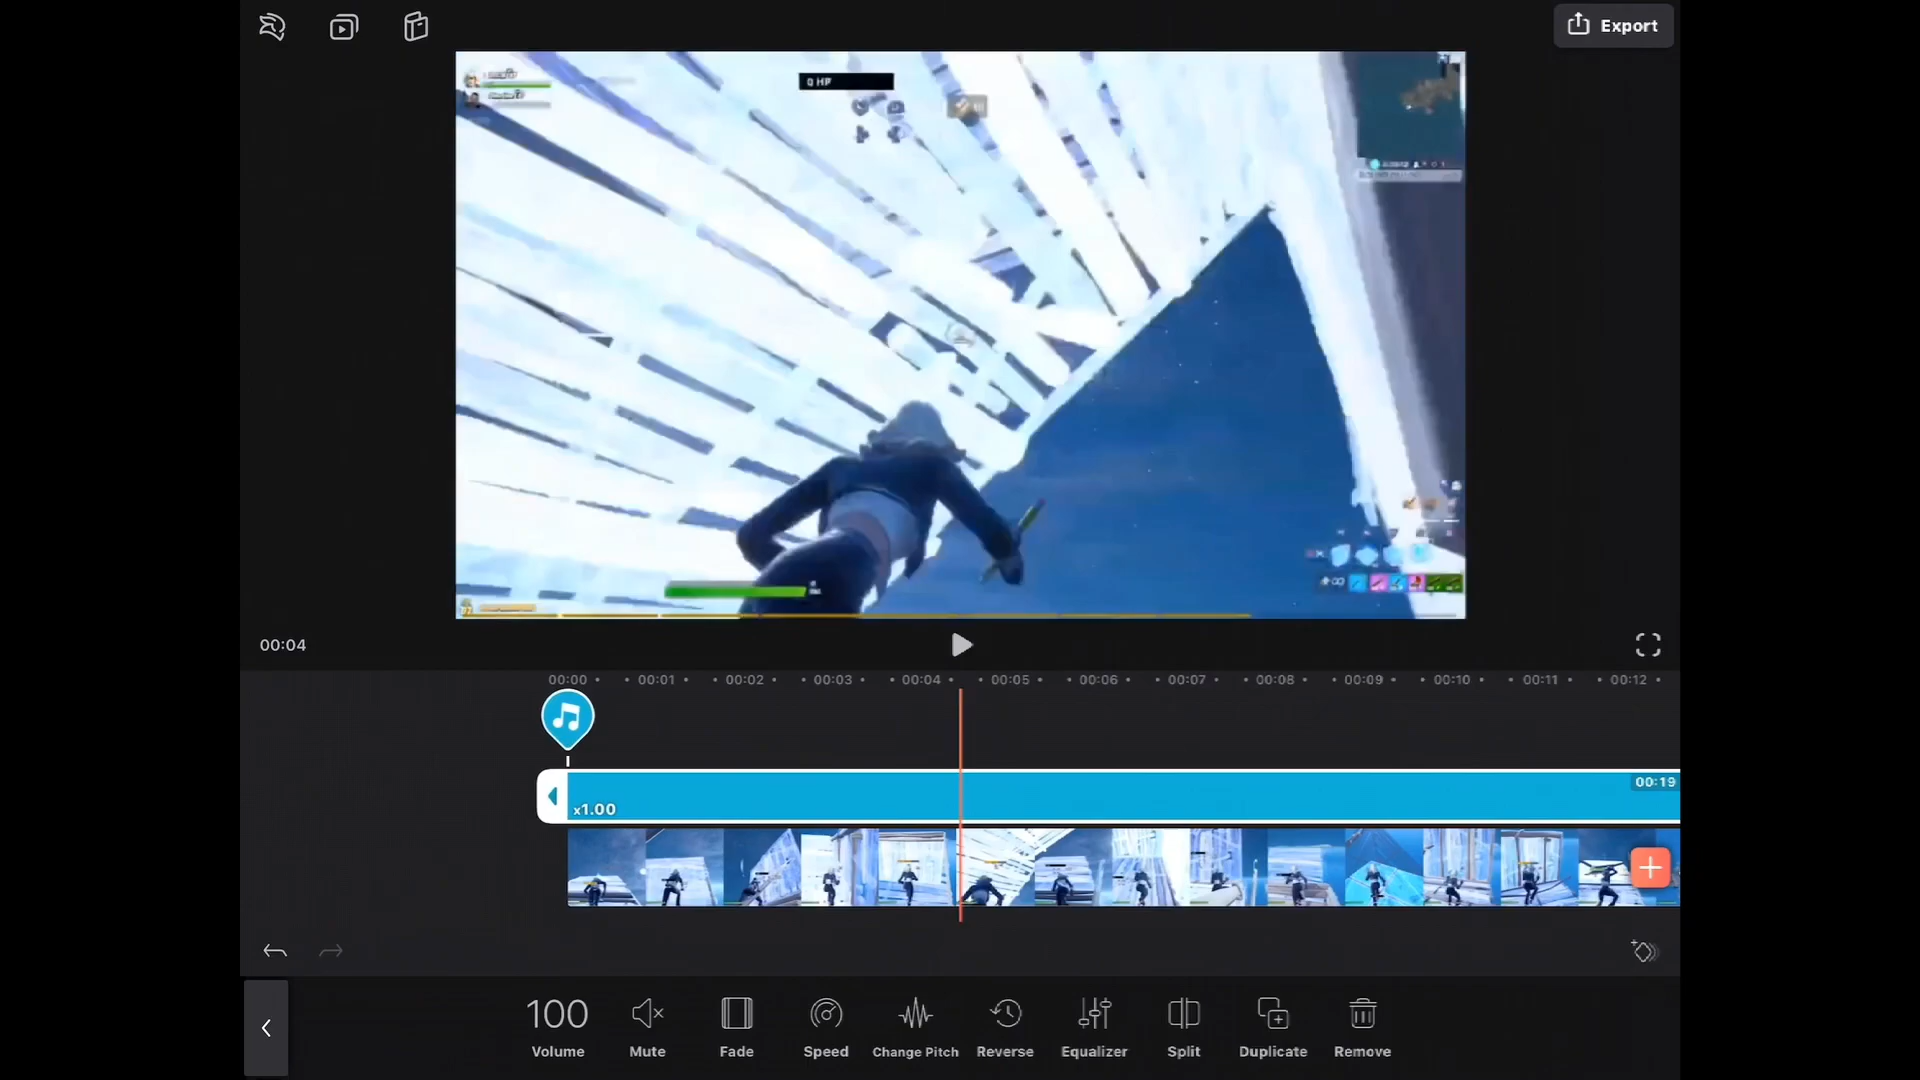 Export
0 HP
00:04
00:00 00:01 00:02 00:03 00:04 00:05 00:06 00:07 00:08 00:09 00:10 00:11 00:12
00:19
x1.00
100
Volume Mute Fade Speed Change Pitch Reverse Equalizer Split Duplicate Remove